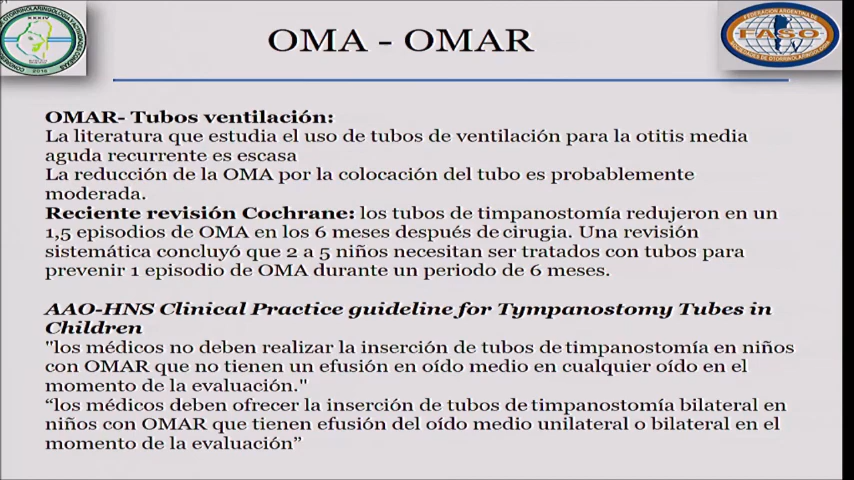 OMA - OMAR
FEDERACION ARGENTINA DE
FASO
SOCIEDADES DE OTORRINOLARINGOLOGIA
XXXIV
2016
OMAR- Tubos ventilación:
La literatura que estudia el uso de tubos de ventilación para la otitis media
aguda recurrente es escasa
La reducción de la OMA por la colocación del tubo es probablemente
moderada.
Reciente revisión Cochrane: los tubos de timpanostomía redujeron en un
1,5 episodios de OMA en los 6 meses después de cirugia. Una revisión
sistemática concluyó que 2 a 5 niños necesitan ser tratados con tubos para
prevenir 1 episodio de OMA durante un periodo de 6 meses.
AAO-HNS Clinical Practice guideline for Tympanostomy Tubes in
Children
"los médicos no deben realizar la inserción de tubos de timpanostomía en niños
con OMAR que no tienen un efusión en oído medio en cualquier oído en el
momento de la evaluación."
“los médicos deben ofrecer la inserción de tubos de timpanostomía bilateral en
niños con OMAR que tienen efusión del oído medio unilateral o bilateral en el
momento de la evaluación”